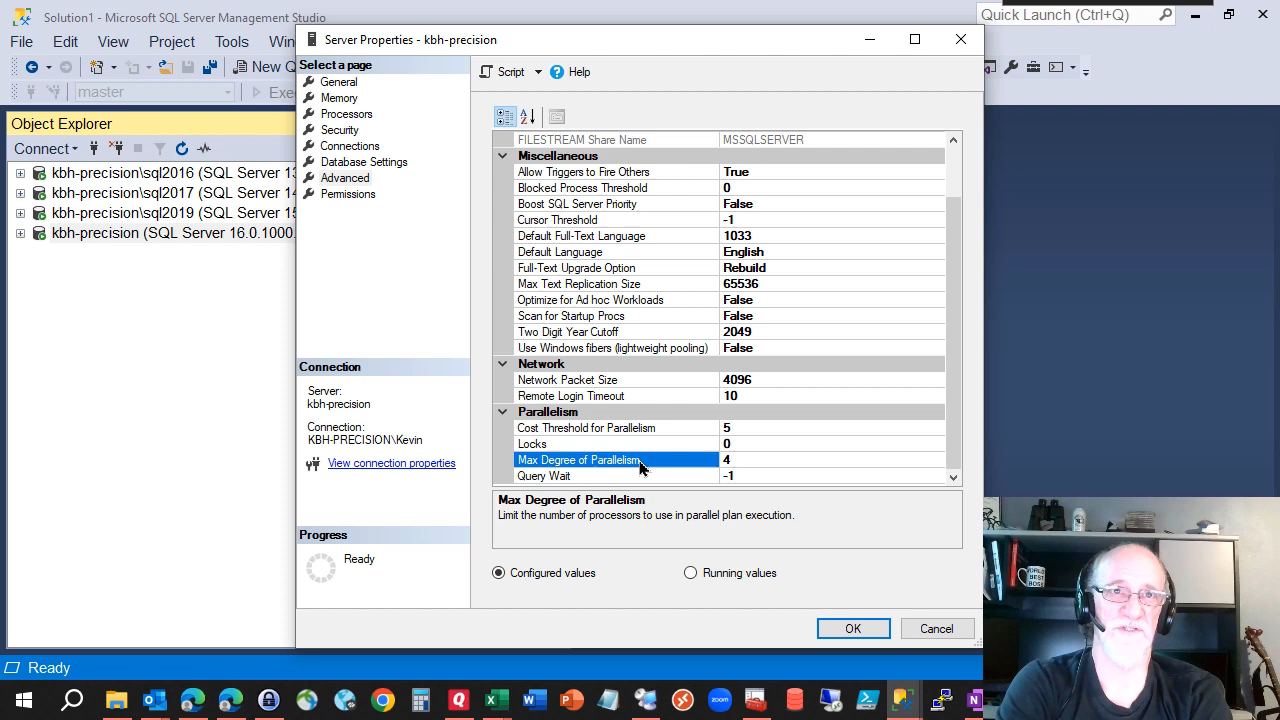 Solution1 - Microsoft SQL Server Management Studio
Quick Launch (Ctrl+Q)
File Edit View Project Tools Win
New Q
master
Exe
Object Explorer
Connect
kbh-precision\sql2016 (SQL Server 13
kbh-precision\sql2017 (SQL Server 14
kbh-precision\sql2019 (SQL Server 15
kbh-precision (SQL Server 16.0.1000.
Server Properties - kbh-precision
Select a page
General
Memory
Processors
Security
Connections
Database Settings
Advanced
Permissions
Connection
Server:
kbh-precision
Connection:
KBH-PRECISION\Kevin
View connection properties
Progress
Ready
Script Help
FILESTREAM Share Name MSSQLSERVER
Miscellaneous
Allow Triggers to Fire Others True
Blocked Process Threshold 0
Boost SQL Server Priority False
Cursor Threshold -1
Default Full-Text Language 1033
Default Language English
Full-Text Upgrade Option Rebuild
Max Text Replication Size 65536
Optimize for Ad hoc Workloads False
Scan for Startup Procs False
Two Digit Year Cutoff 2049
Use Windows fibers (lightweight pooling) False
Network
Network Packet Size 4096
Remote Login Timeout 10
Parallelism
Cost Threshold for Parallelism 5
Locks 0
Max Degree of Parallelism 4
Query Wait -1
Max Degree of Parallelism
Limit the number of processors to use in parallel plan execution.
Configured values Running values
OK Cancel
Ready
WORLD
BEST
BOSS
zoom